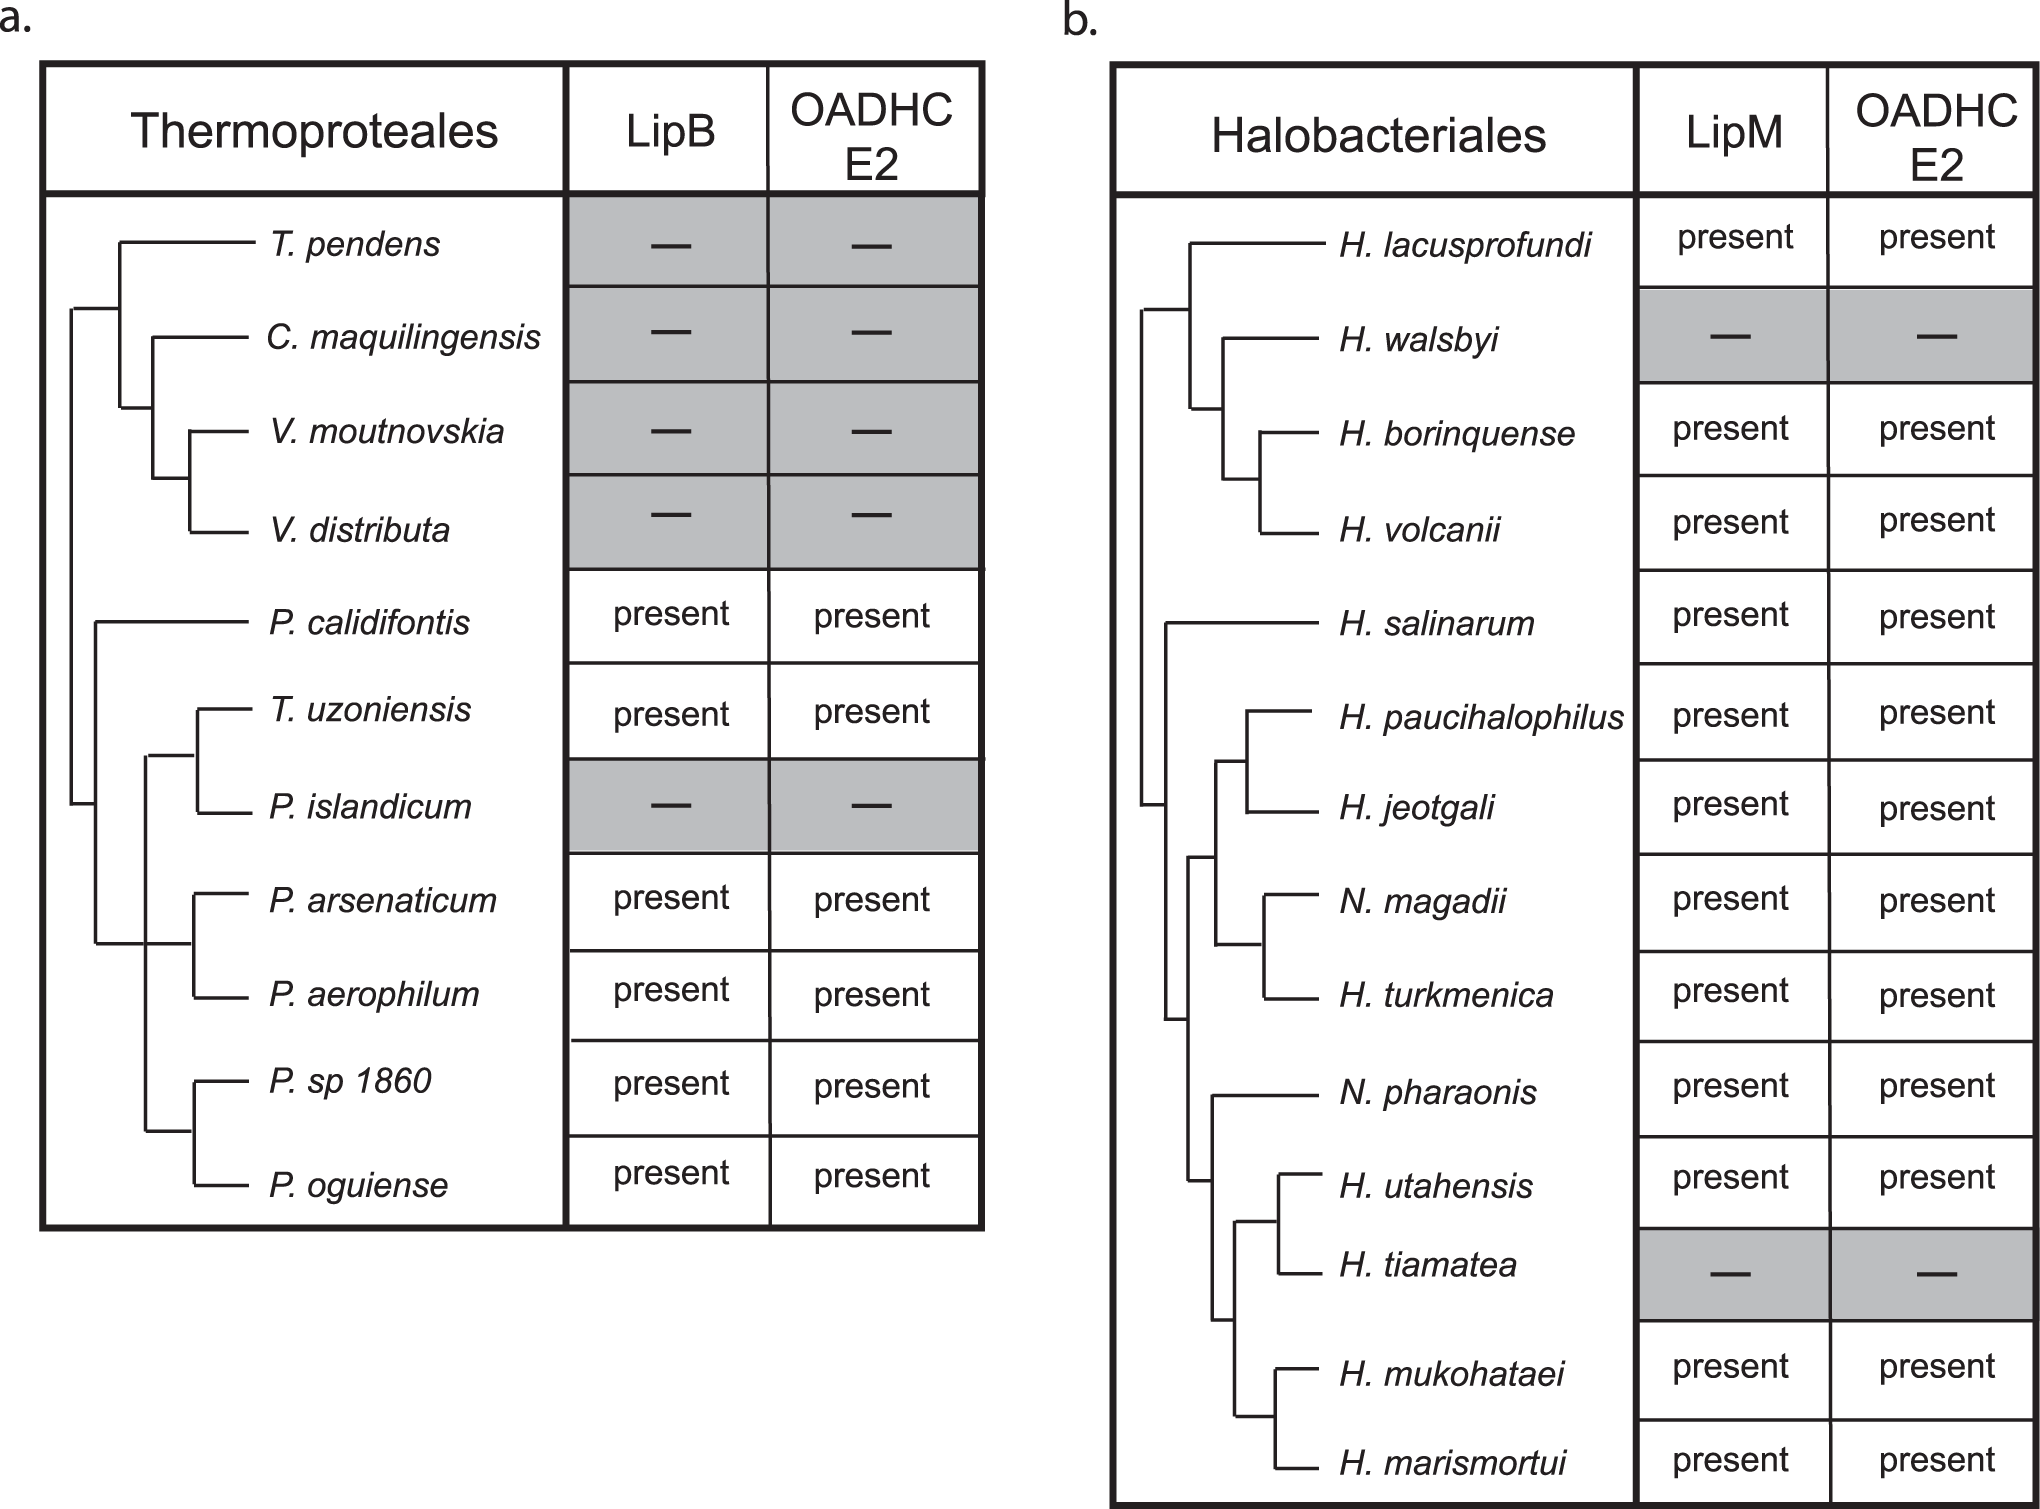 a.
Thermoproteales LipB OADHC E2
T. pendens — —
C. maquilingensis — —
V. moutnovskia — —
V. distributa — —
P. calidifontis present present
T. uzoniensis present present
P. islandicum — —
P. arsenaticum present present
P. aerophilum present present
P. sp 1860 present present
P. oguiense present present
b.
Halobacteriales LipM OADHC E2
H. lacusprofundi present present
H. walsbyi — —
H. borinquense present present
H. volcanii present present
H. salinarum present present
H. paucihalophilus present present
H. jeotgali present present
N. magadii present present
H. turkmenica present present
N. pharaonis present present
H. utahensis present present
H. tiamatea — —
H. mukohataei present present
H. marismortui present present